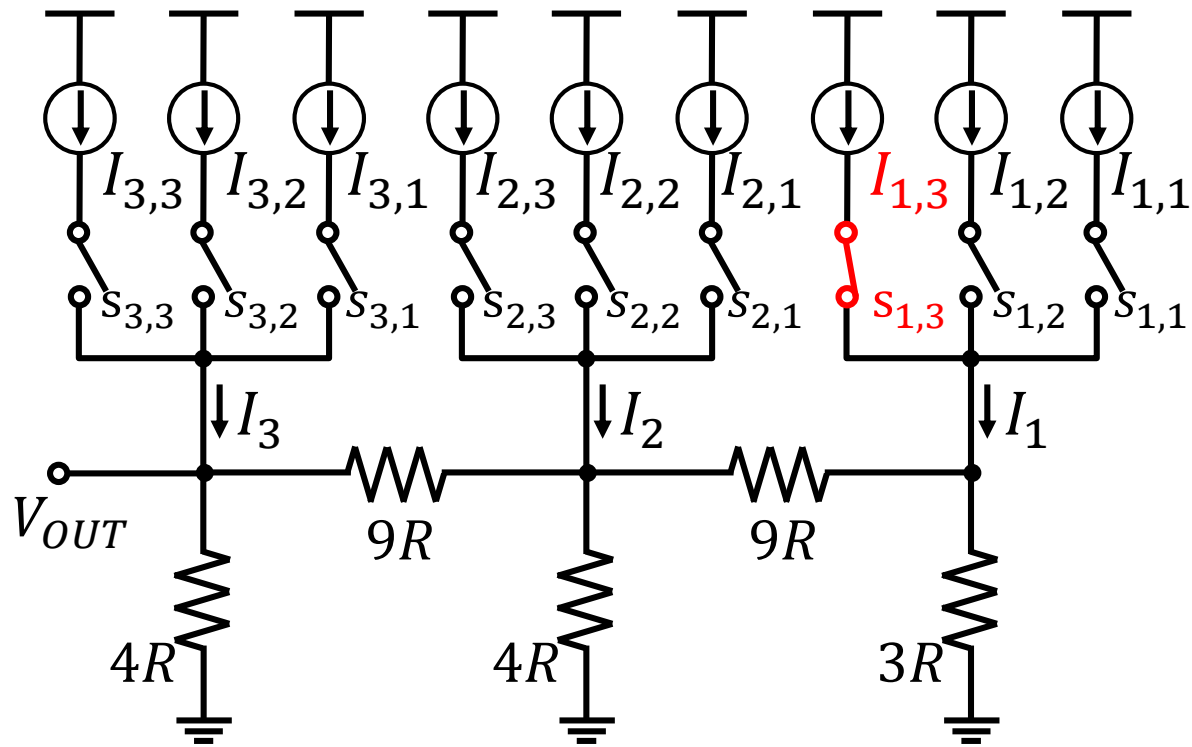 I₃,₃ I₃,₂ I₃,₁ I₂,₃ I₂,₂ I₂,₁ I₁,₃ I₁,₂ I₁,₁
s₃,₃ s₃,₂ s₃,₁ s₂,₃ s₂,₂ s₂,₁ s₁,₃ s₁,₂ s₁,₁
I₃ I₂ I₁
V_{OUT} 9R 9R
4R 4R 3R